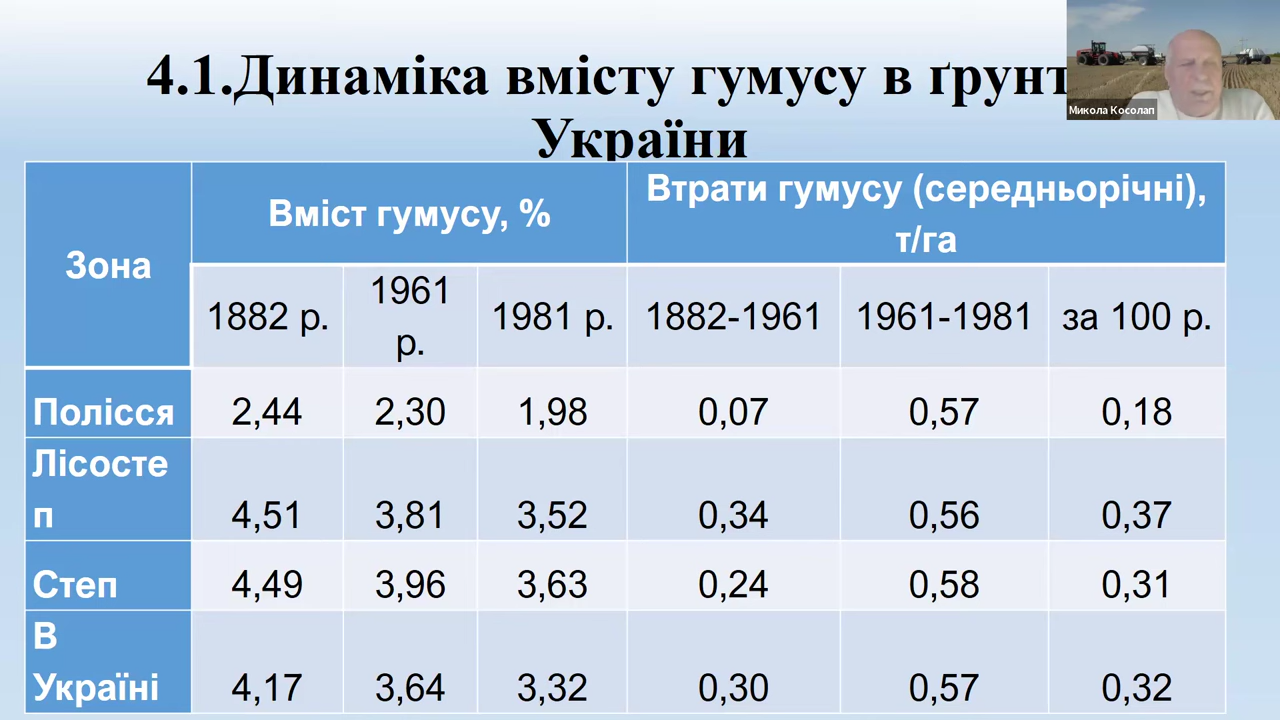 4.1.Динаміка вмісту гумусу в ґрунт
України
Микола Косолап
Зона
Вміст гумусу, %
Втрати гумусу (середньорічні),
т/га
1882 р.
1961
р.
1981 р.
1882-1961
1961-1981
за 100 р.
Полісся 2,44 2,30 1,98 0,07 0,57 0,18
Лісосте
п 4,51 3,81 3,52 0,34 0,56 0,37
Степ 4,49 3,96 3,63 0,24 0,58 0,31
В
Україні 4,17 3,64 3,32 0,30 0,57 0,32